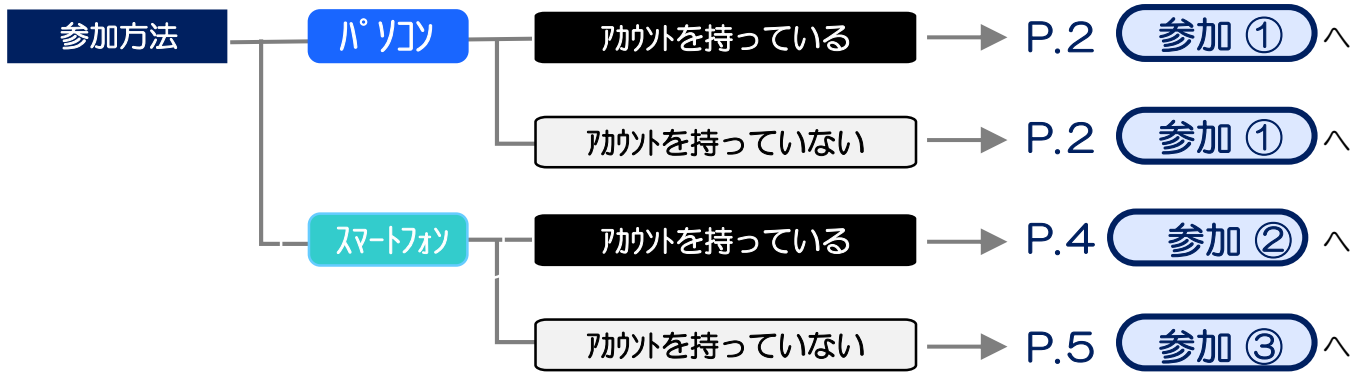 参加方法 パソコン アカウントを持っている P.2 参加 ① へ
アカウントを持っていない P.2 参加 ① へ
スマートフォン アカウントを持っている P.4 参加 ② へ
アカウントを持っていない P.5 参加 ③ へ